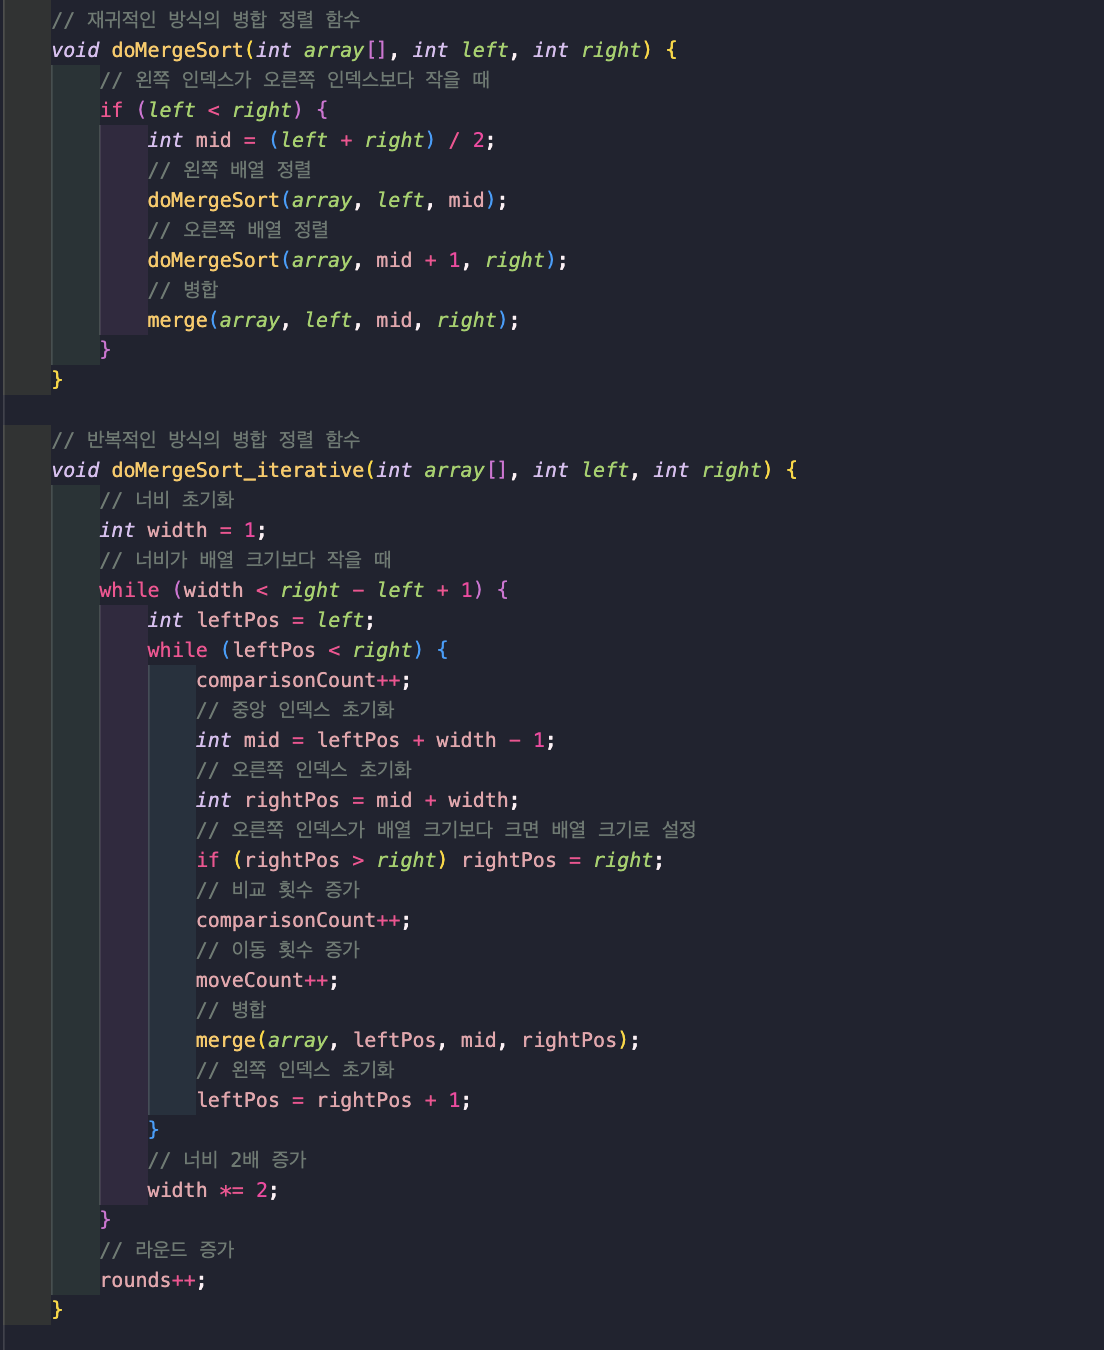 // 재귀적인 방식의 병합 정렬 함수
void doMergeSort(int array[], int left, int right) {
    // 왼쪽 인덱스가 오른쪽 인덱스보다 작을 때
    if (left < right) {
        int mid = (left + right) / 2;
        // 왼쪽 배열 정렬
        doMergeSort(array, left, mid);
        // 오른쪽 배열 정렬
        doMergeSort(array, mid + 1, right);
        // 병합
        merge(array, left, mid, right);
    }
}

// 반복적인 방식의 병합 정렬 함수
void doMergeSort_iterative(int array[], int left, int right) {
    // 너비 초기화
    int width = 1;
    // 너비가 배열 크기보다 작을 때
    while (width < right - left + 1) {
        int leftPos = left;
        while (leftPos < right) {
            comparisonCount++;
            // 중앙 인덱스 초기화
            int mid = leftPos + width - 1;
            // 오른쪽 인덱스 초기화
            int rightPos = mid + width;
            // 오른쪽 인덱스가 배열 크기보다 크면 배열 크기로 설정
            if (rightPos > right) rightPos = right;
            // 비교 횟수 증가
            comparisonCount++;
            // 이동 횟수 증가
            moveCount++;
            // 병합
            merge(array, leftPos, mid, rightPos);
            // 왼쪽 인덱스 초기화
            leftPos = rightPos + 1;
        }
        // 너비 2배 증가
        width *= 2;
    }
    // 라운드 증가
    rounds++;
}